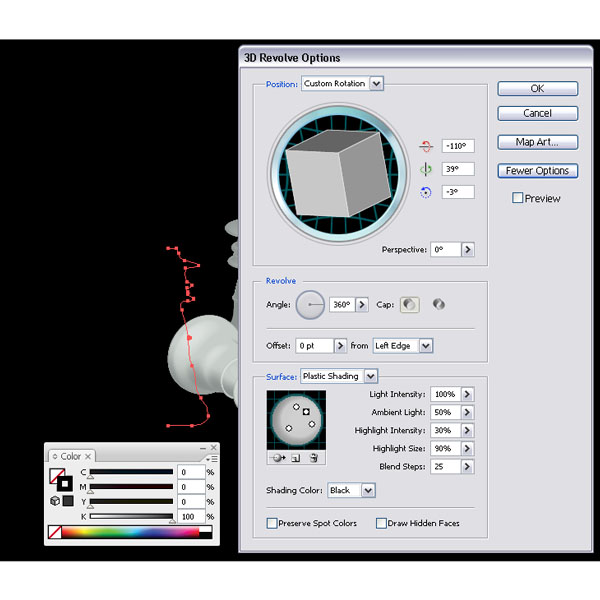 3D Revolve Options
Position: Custom Rotation
OK
Cancel
Map Art...
Fewer Options
Preview
-110°
39°
-3°
Perspective: 0°
Revolve
Angle: 360° Cap:
Offset: 0 pt from Left Edge
Surface: Plastic Shading
Light Intensity: 100%
Ambient Light: 50%
Highlight Intensity: 30%
Highlight Size: 90%
Blend Steps: 25
Shading Color: Black
Preserve Spot Colors Draw Hidden Faces
Color
C 0 %
M 0 %
Y 0 %
K 100 %